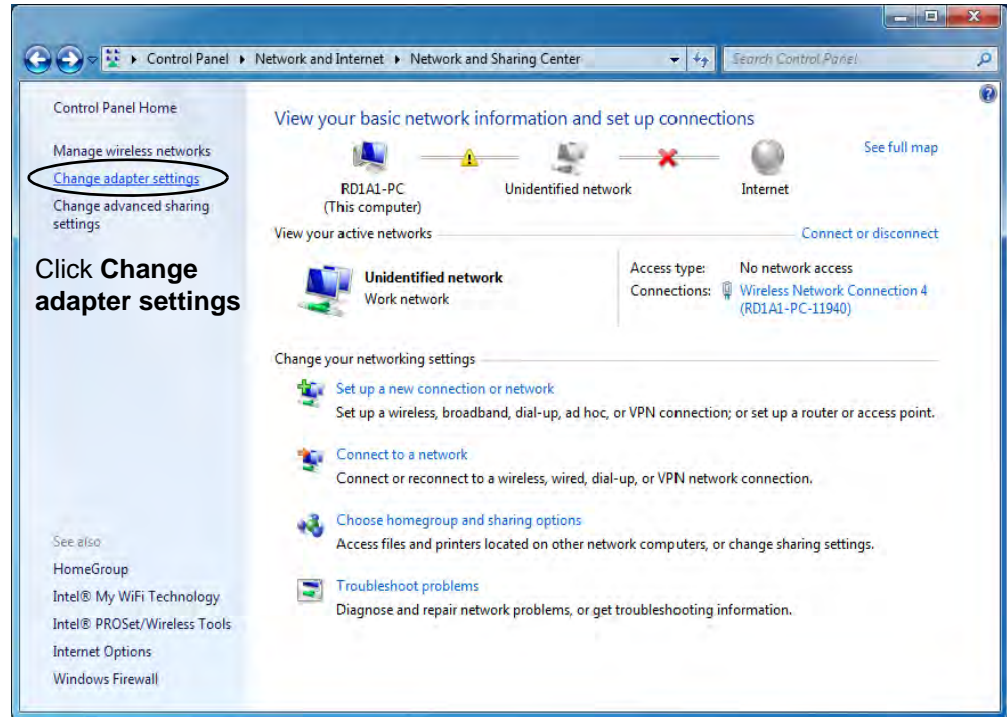 Control Panel ▸ Network and Internet ▸ Network and Sharing Center
Search Control Panel
Control Panel Home
Manage wireless networks
Change adapter settings
Change advanced sharing
settings
Click Change
adapter settings
See also
HomeGroup
Intel® My WiFi Technology
Intel® PROSet/Wireless Tools
Internet Options
Windows Firewall
View your basic network information and set up connections
See full map
RD1A1-PC
(This computer)
Unidentified network
Internet
View your active networks
Connect or disconnect
Unidentified network
Work network
Access type: No network access
Connections: Wireless Network Connection 4
(RD1A1-PC-11940)
Change your networking settings
Set up a new connection or network
Set up a wireless, broadband, dial-up, ad hoc, or VPN connection; or set up a router or access point.
Connect to a network
Connect or reconnect to a wireless, wired, dial-up, or VPN network connection.
Choose homegroup and sharing options
Access files and printers located on other network computers, or change sharing settings.
Troubleshoot problems
Diagnose and repair network problems, or get troubleshooting information.